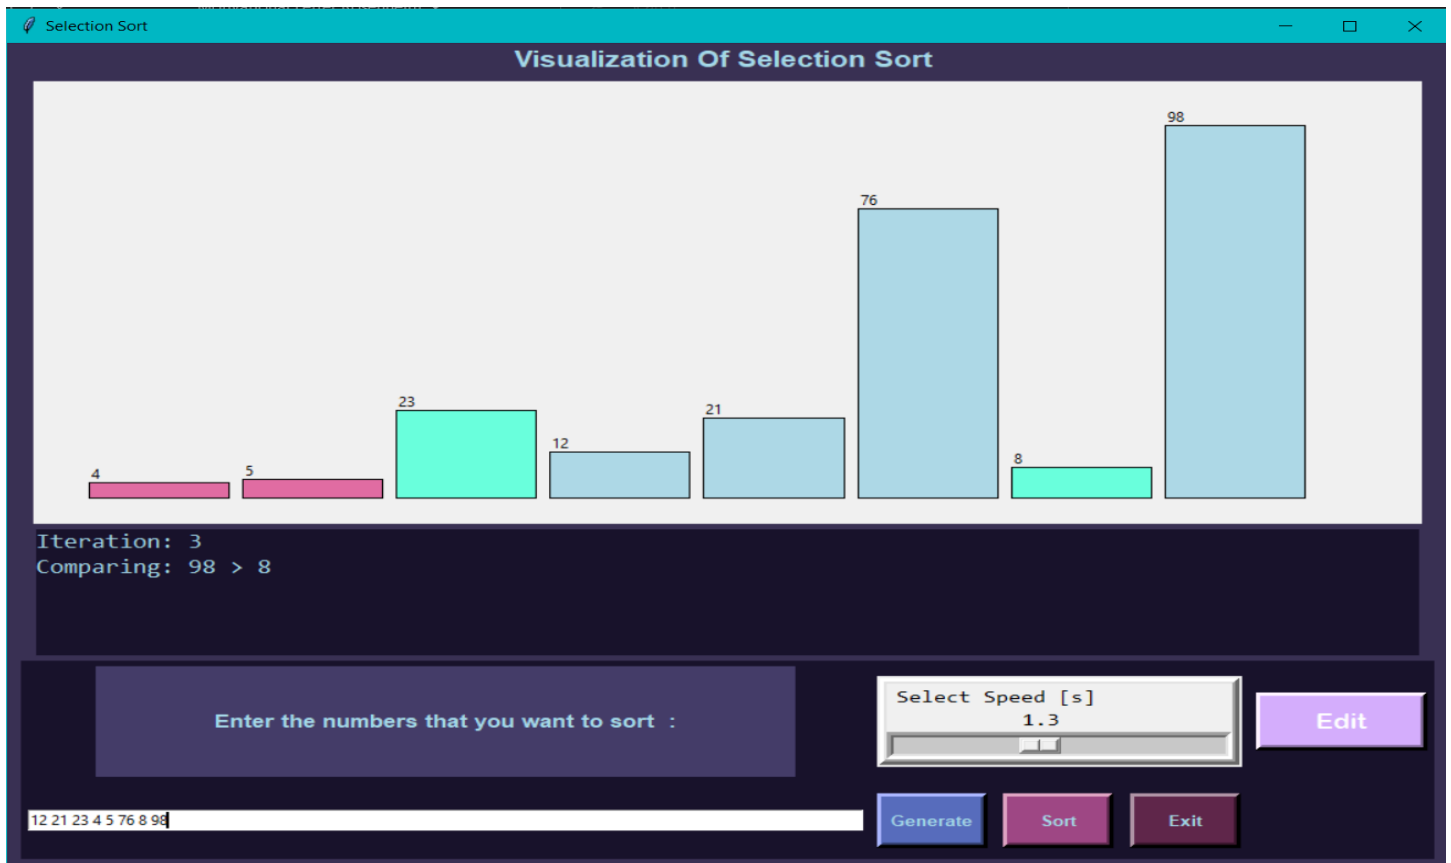 Selection Sort
Visualization Of Selection Sort
98
76
23
21
12
8
5
4
Iteration: 3
Comparing: 98 > 8
Select Speed [s]
1.3
Enter the numbers that you want to sort :
Edit
12 21 23 4 5 76 8 98
Generate
Sort
Exit